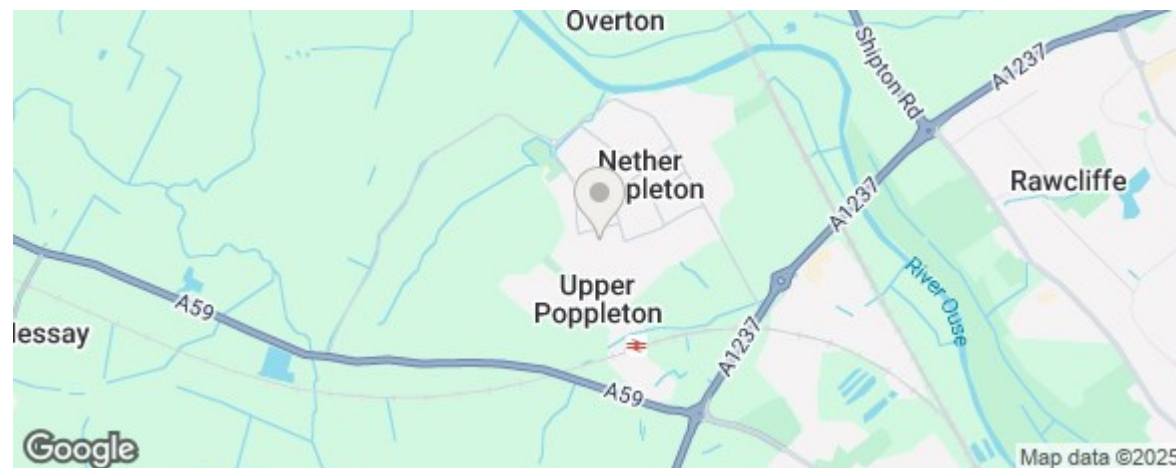 Overton
Shipton Rd
A1237
Nether
pleton
Rawcliffe
A1237
River Ouse
Upper
Poppleton
A59
lessay
A1237
A59
Google
Map data ©2025